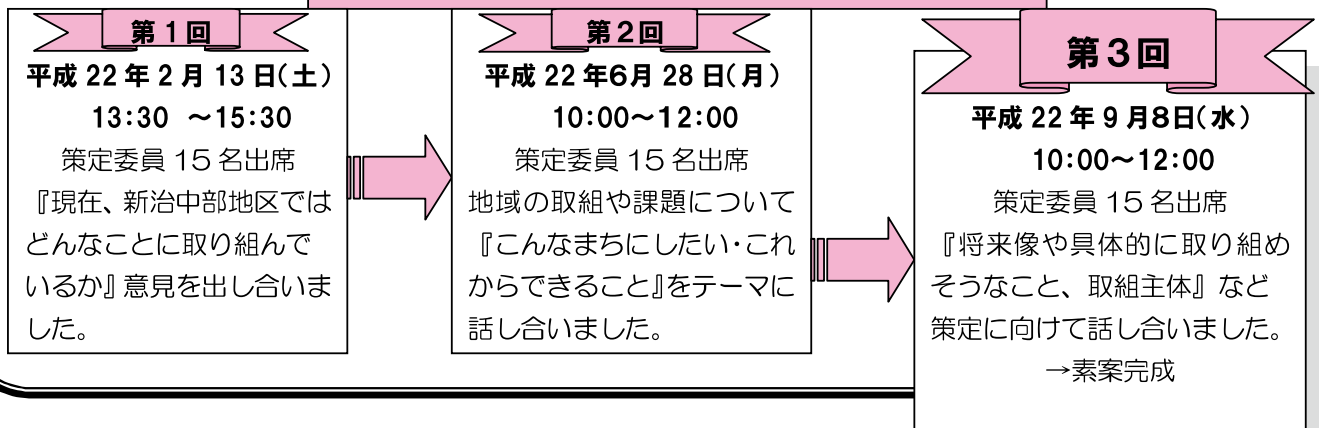 第1回
平成 22 年 2 月 13 日(土)
13:30 ～15:30
策定委員 15 名出席
『現在、新治中部地区では
どんなことに取り組んで
いるか』意見を出し合いま
した。
第2回
平成 22 年6月 28 日(月)
10:00～12:00
策定委員 15 名出席
地域の取組や課題について
『こんなまちにしたい・これ
からできること』をテーマに
話し合いました。
第3回
平成 22 年 9 月8日(水)
10:00～12:00
策定委員 15 名出席
『将来像や具体的に取り組め
そうなこと、取組主体』など
策定に向けて話し合いました。
→素案完成